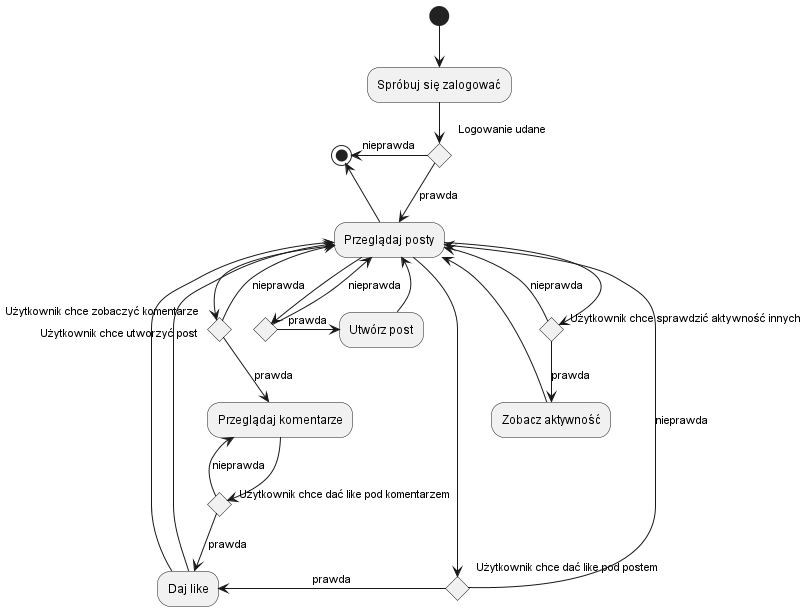 Spróbuj się zalogować
Logowanie udane
nieprawda
prawda
Przeglądaj posty
nieprawda
nieprawda
nieprawda
Użytkownik chce zobaczyć komentarze
Użytkownik chce sprawdzić aktywność innych
prawda
Użytkownik chce utworzyć post
Utwórz post
prawda
prawda
Przeglądaj komentarze
Zobacz aktywność
nieprawda
nieprawda
Użytkownik chce dać like pod komentarzem
prawda
Użytkownik chce dać like pod postem
prawda
Daj like